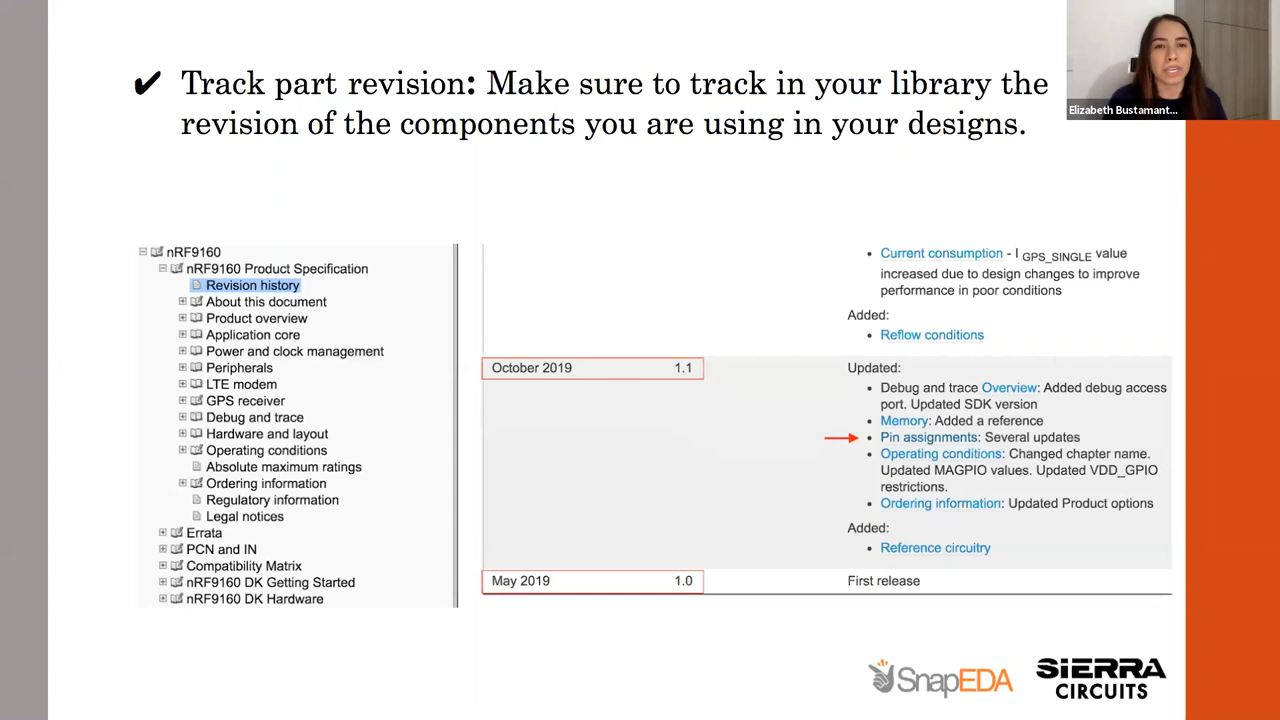 ✔ Track part revision: Make sure to track in your library the
revision of the components you are using in your designs.
Elizabeth Bustamant...
nRF9160
nRF9160 Product Specification
Revision history
About this document
Product overview
Application core
Power and clock management
Peripherals
LTE modem
GPS receiver
Debug and trace
Hardware and layout
Operating conditions
Absolute maximum ratings
Ordering information
Regulatory information
Legal notices
Errata
PCN and IN
Compatibility Matrix
nRF9160 DK Getting Started
nRF9160 DK Hardware
• Current consumption - I GPS_SINGLE value
increased due to design changes to improve
performance in poor conditions
Added:
• Reflow conditions
October 2019 1.1 Updated:
• Debug and trace Overview: Added debug access
port. Updated SDK version
• Memory: Added a reference
• Pin assignments: Several updates
• Operating conditions: Changed chapter name.
Updated MAGPIO values. Updated VDD_GPIO
restrictions.
• Ordering information: Updated Product options
Added:
• Reference circuitry
May 2019 1.0 First release
SnapEDA
SIERRA
CIRCUITS